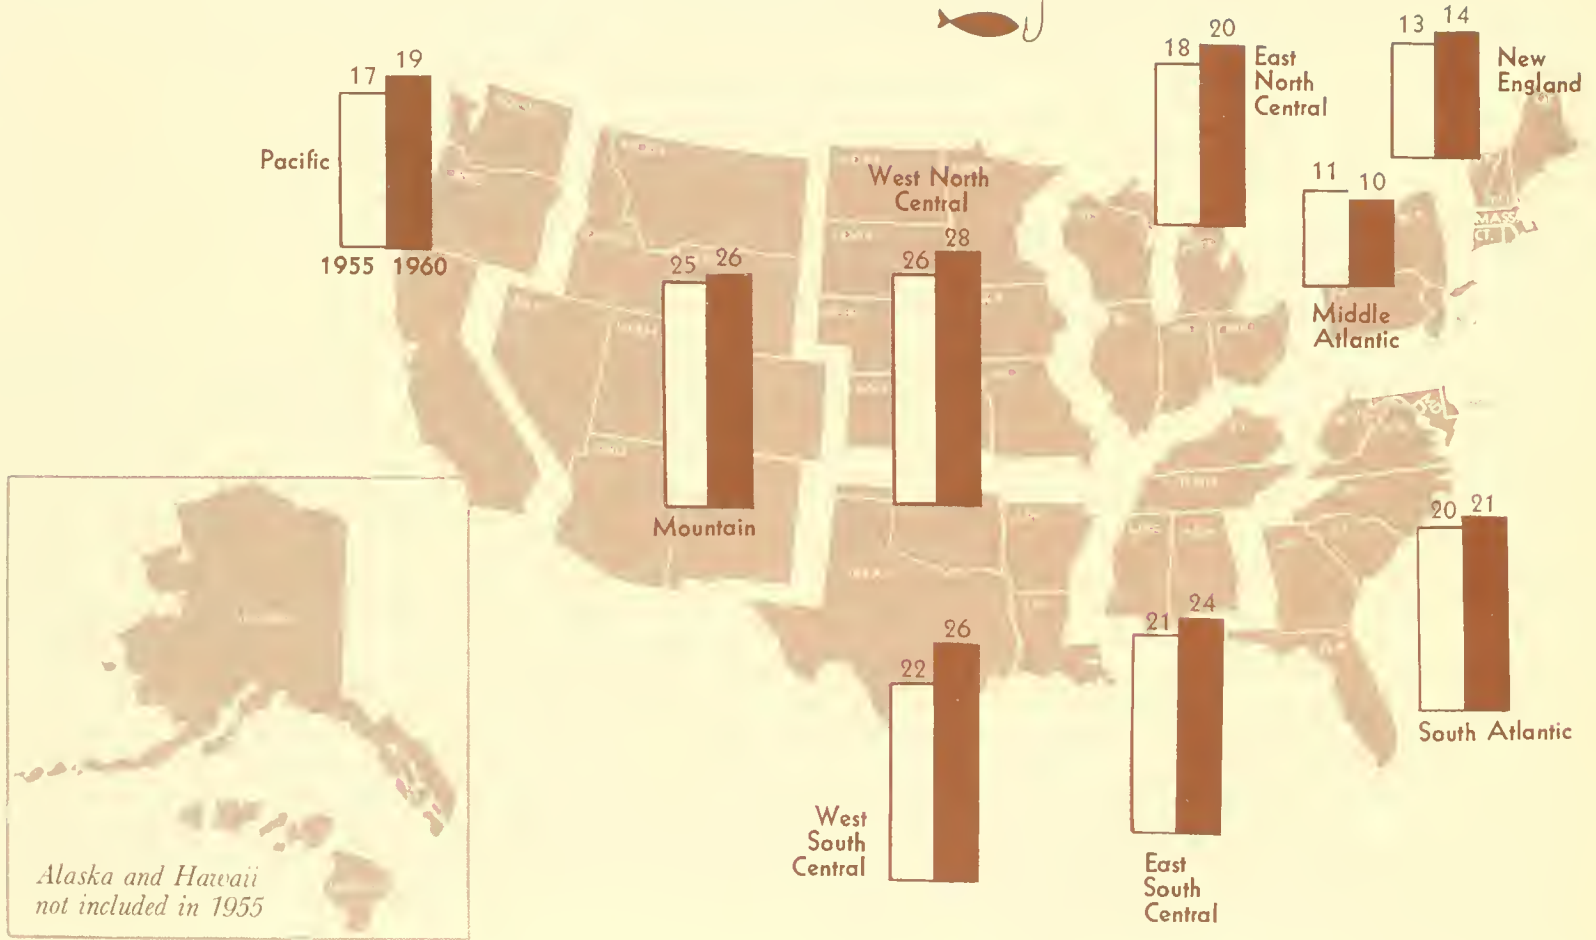 17 19
Pacific
1955 1960
18 20
East
North
Central
13 14
New
England
11 10
Middle
Atlantic
MASS
CT.
West North
Central
26 28
25 26
Mountain
20 21
South Atlantic
22 26
West
South
Central
21 24
East
South
Central
Alaska and Hawaii
not included in 1955